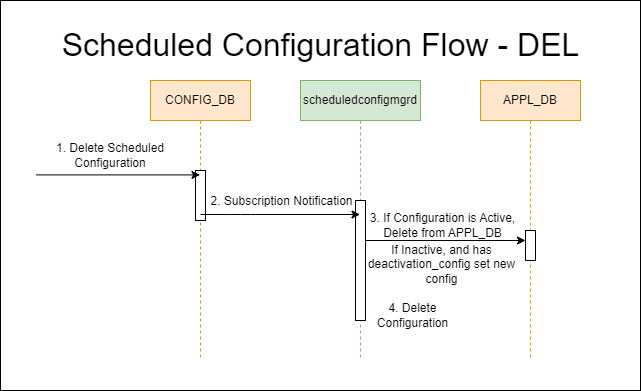 Scheduled Configuration Flow - DEL
CONFIG_DB
scheduledconfigmgrd
APPL_DB
1. Delete Scheduled
Configuration
2. Subscription Notification
3. If Configuration is Active,
Delete from APPL_DB
If Inactive, and has
deactivation_config set new
config
4. Delete
Configuration